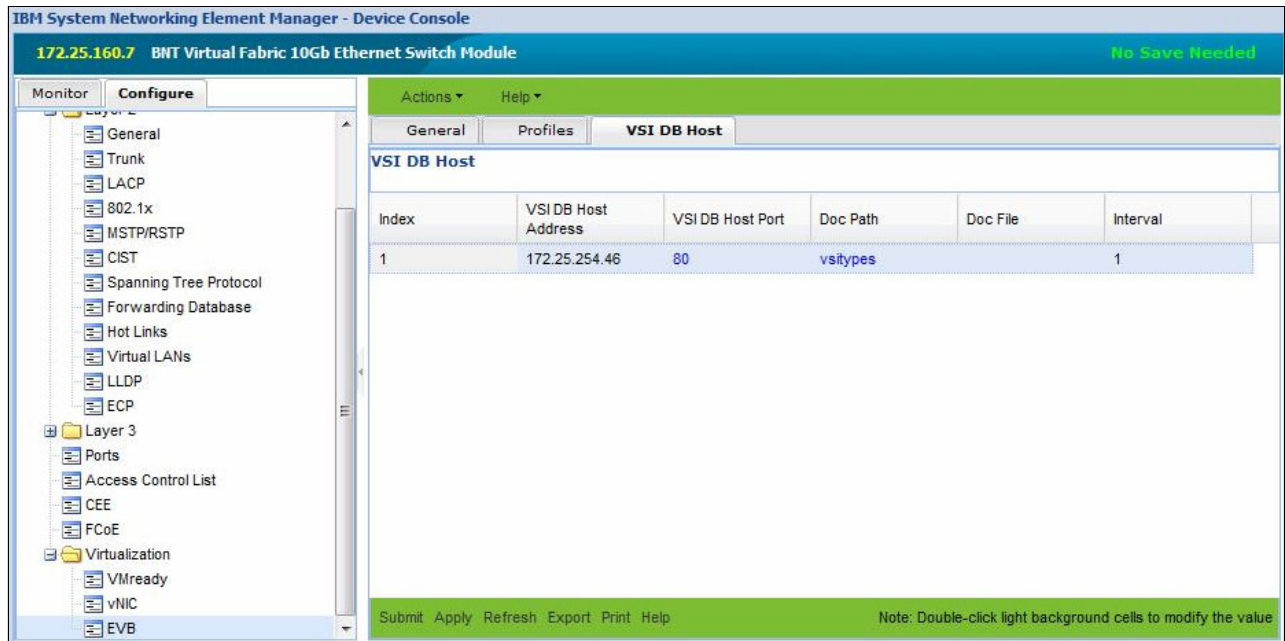 IBM System Networking Element Manager - Device Console
172.25.160.7 BNT Virtual Fabric 10Gb Ethernet Switch Module No Save Needed
Monitor Configure
Layer 2
General
Trunk
LACP
802.1x
MSTP/RSTP
CIST
Spanning Tree Protocol
Forwarding Database
Hot Links
Virtual LANs
LLDP
ECP
Layer 3
Ports
Access Control List
CEE
FCoE
Virtualization
VMready
vNIC
EVB
Actions Help
General Profiles VSI DB Host
VSI DB Host
Index VSI DB Host Address VSI DB Host Port Doc Path Doc File Interval
1 172.25.254.46 80 vsitypes 1
Submit Apply Refresh Export Print Help Note: Double-click light background cells to modify the value